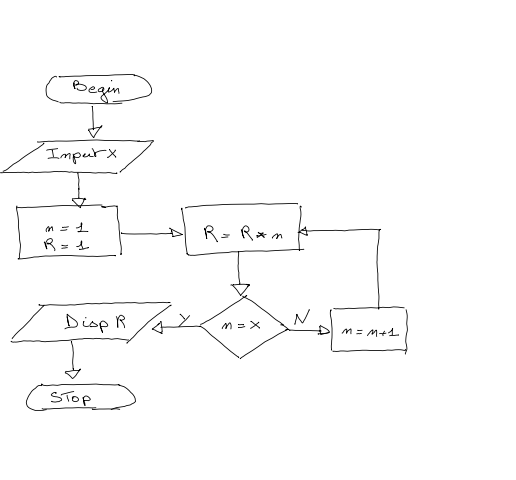 Begin
Input X
n = 1
R = 1
R = R * n
n = X
Y
N
n = n+1
Disp R
STop